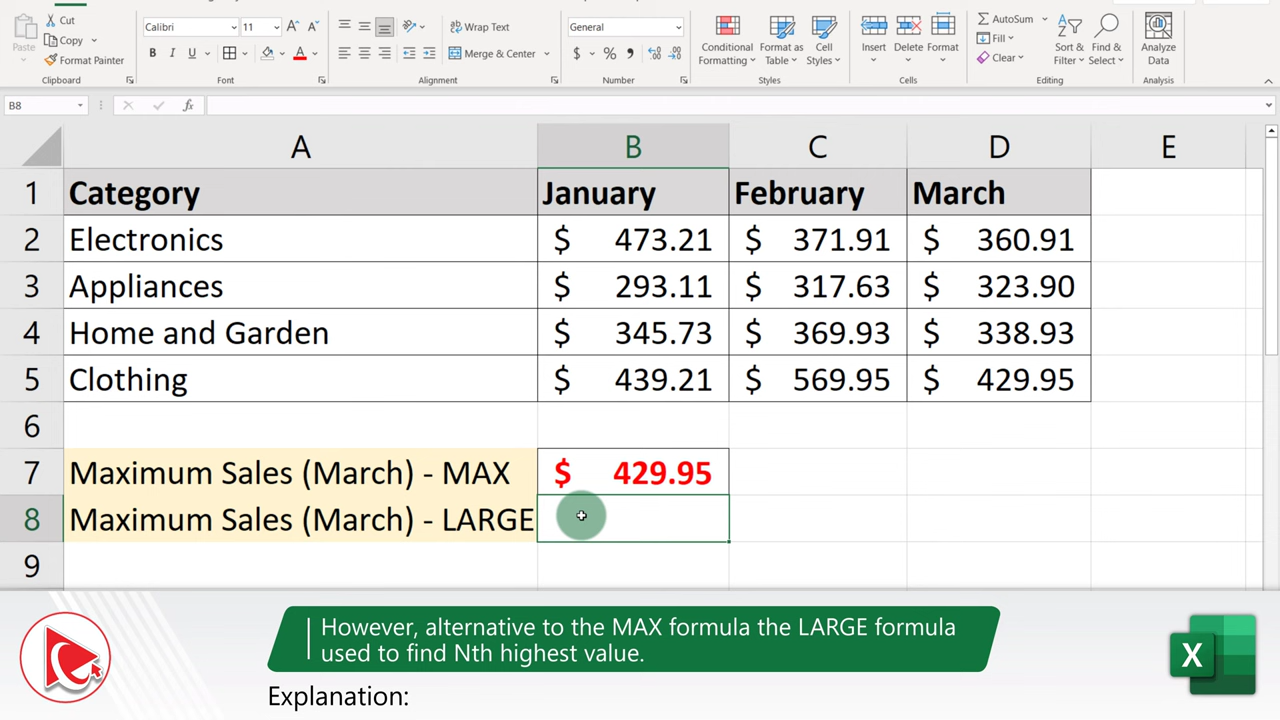 Cut
Copy
Format Painter
Paste
Clipboard
Calibri 11 A A
B I U A
Font
Wrap Text
Merge & Center
Alignment
General
$ % ,
Number
Conditional Formatting
Format as Table
Cell Styles
Styles
Insert Delete Format
Cells
AutoSum
Fill
Clear
Sort & Filter
Find & Select
Editing
Analyze Data
Analysis
B8 fx
A B C D E
1 Category January February March
2 Electronics $ 473.21 $ 371.91 $ 360.91
3 Appliances $ 293.11 $ 317.63 $ 323.90
4 Home and Garden $ 345.73 $ 369.93 $ 338.93
5 Clothing $ 439.21 $ 569.95 $ 429.95
6
7 Maximum Sales (March) - MAX $ 429.95
8 Maximum Sales (March) - LARGE
9
However, alternative to the MAX formula the LARGE formula
used to find Nth highest value.
Explanation:
X